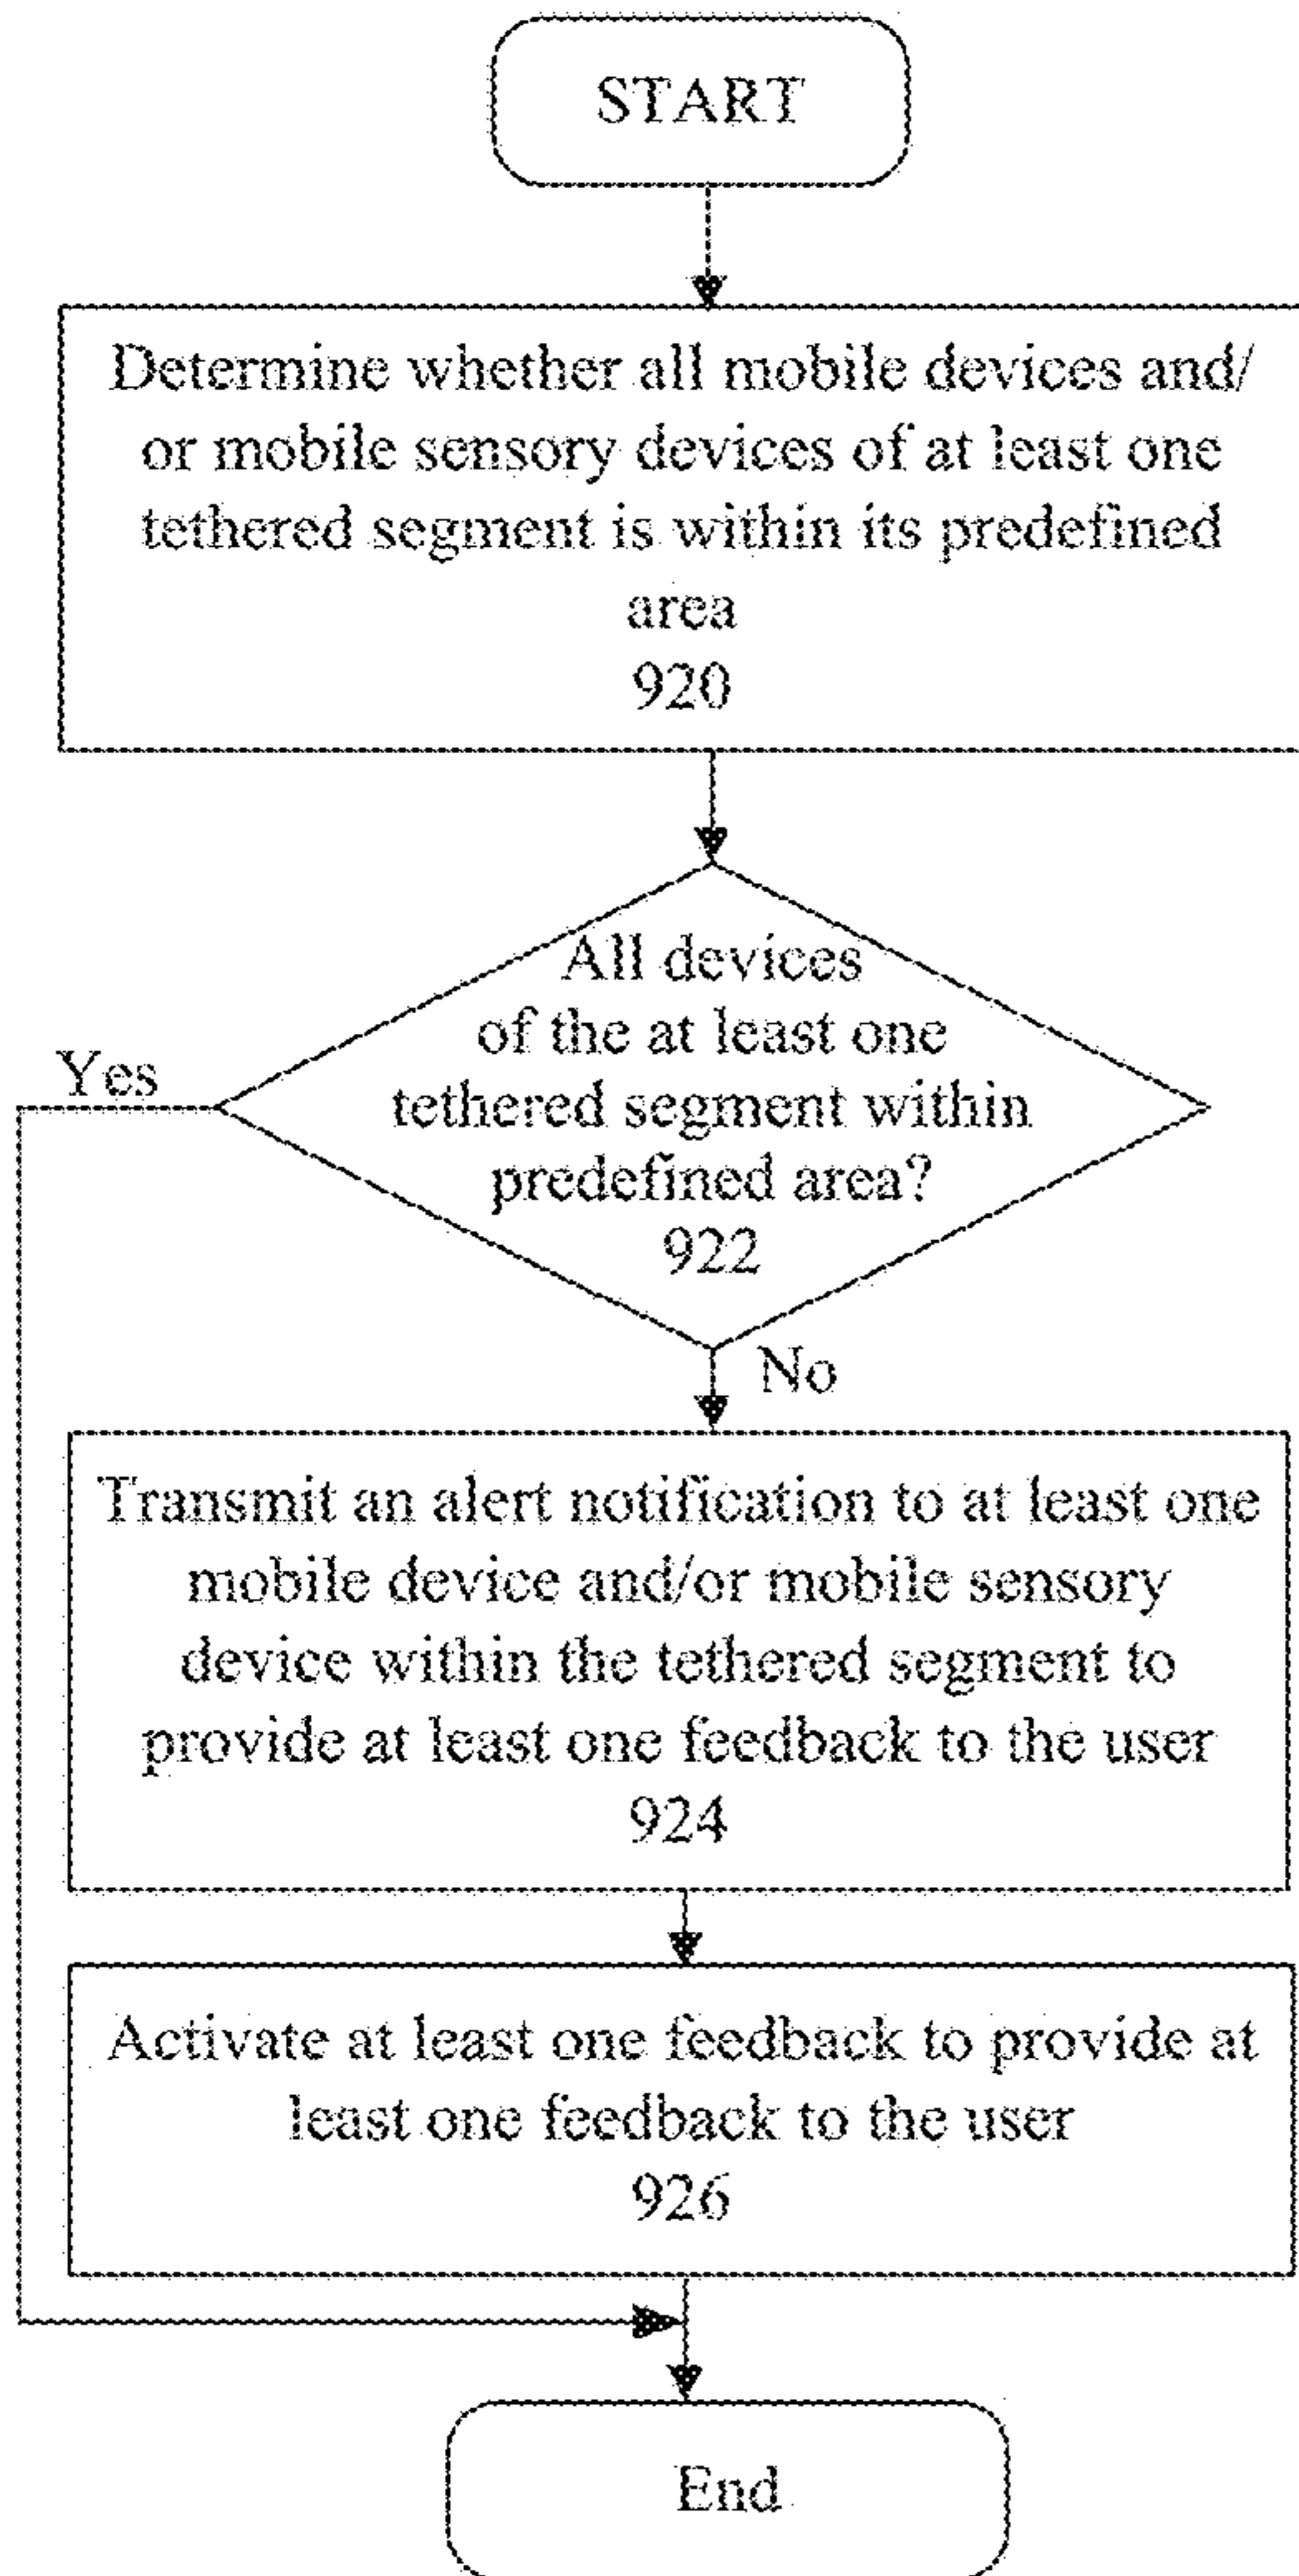 START
Determine whether all mobile devices and/
or mobile sensory devices of at least one
tethered segment is within its predefined
area
920
All devices
of the at least one
tethered segment within
predefined area?
922
Yes
No
Transmit an alert notification to at least one
mobile device and/or mobile sensory
device within the tethered segment to
provide at least one feedback to the user
924
Activate at least one feedback to provide at
least one feedback to the user
926
End